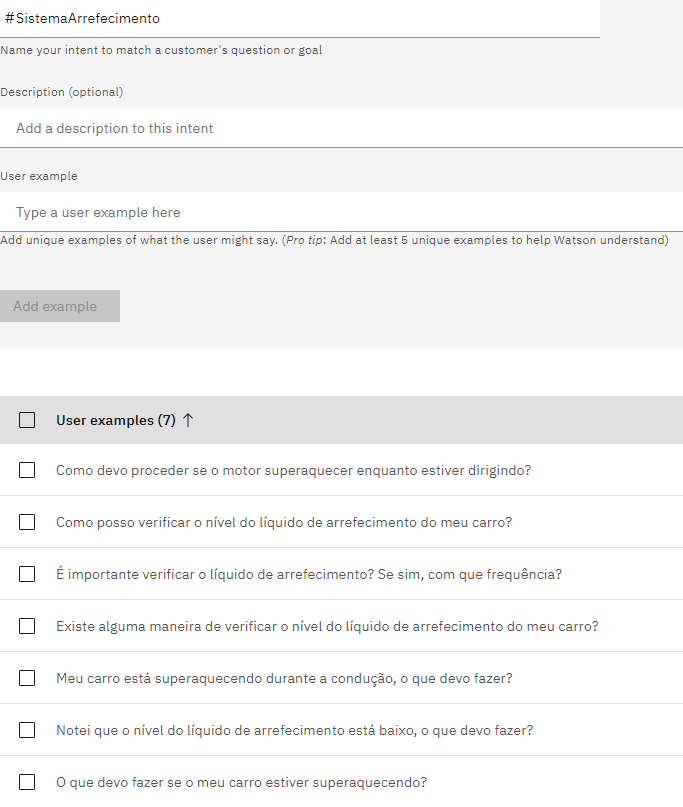 #SistemaArrefecimento
Name your intent to match a customer's question or goal
Description (optional)
Add a description to this intent
User example
Type a user example here
Add unique examples of what the user might say. (Pro tip: Add at least 5 unique examples to help Watson understand)
Add example
User examples (7) ↑
Como devo proceder se o motor superaquecer enquanto estiver dirigindo?
Como posso verificar o nível do líquido de arrefecimento do meu carro?
É importante verificar o líquido de arrefecimento? Se sim, com que frequência?
Existe alguma maneira de verificar o nível do líquido de arrefecimento do meu carro?
Meu carro está superaquecendo durante a condução, o que devo fazer?
Notei que o nível do líquido de arrefecimento está baixo, o que devo fazer?
O que devo fazer se o meu carro estiver superaquecendo?